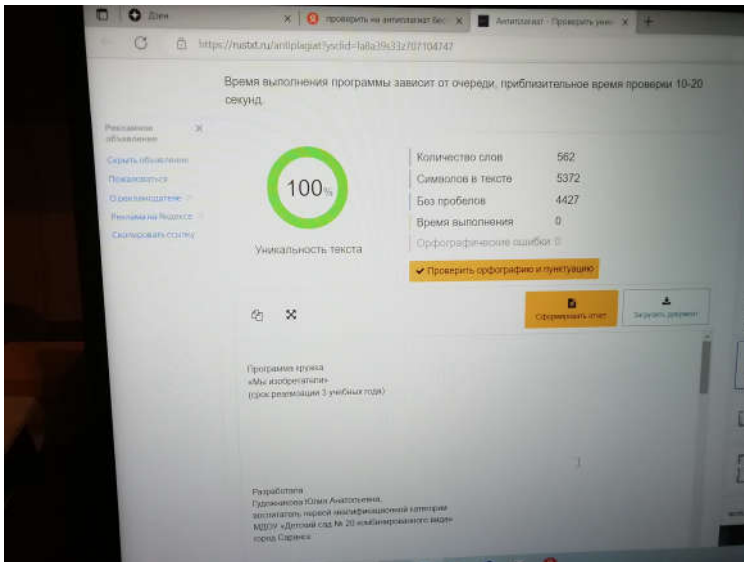 Дзен
проверить на антиплагиат бес
Антиплагиат - Проверить уник
https://rustxt.ru/antiplagiat?ysclid=la8a39s33z707104747
Время выполнения программы зависит от очереди, приблизительное время проверки 10-20
секунд.
Рекламное
объявление
Скрыть объявление
Пожаловаться
О рекламодателе
Реклама на Яндексе
Скопировать ссылку
100%
Уникальность текста
Количество слов 562
Символов в тексте 5372
Без пробелов 4427
Время выполнения 0
Орфографические ошибки 0
Проверить орфографию и пунктуацию
Сформировать отчет
Загрузить документ
Программа кружка
«Мы изобретатели»
(срок реализации 3 учебных года)
Разработала
Юлия Анатольевна,
воспитатель первой квалификационной категории
МДОУ «Детский сад № 20 комбинированного вида»
город Саранск